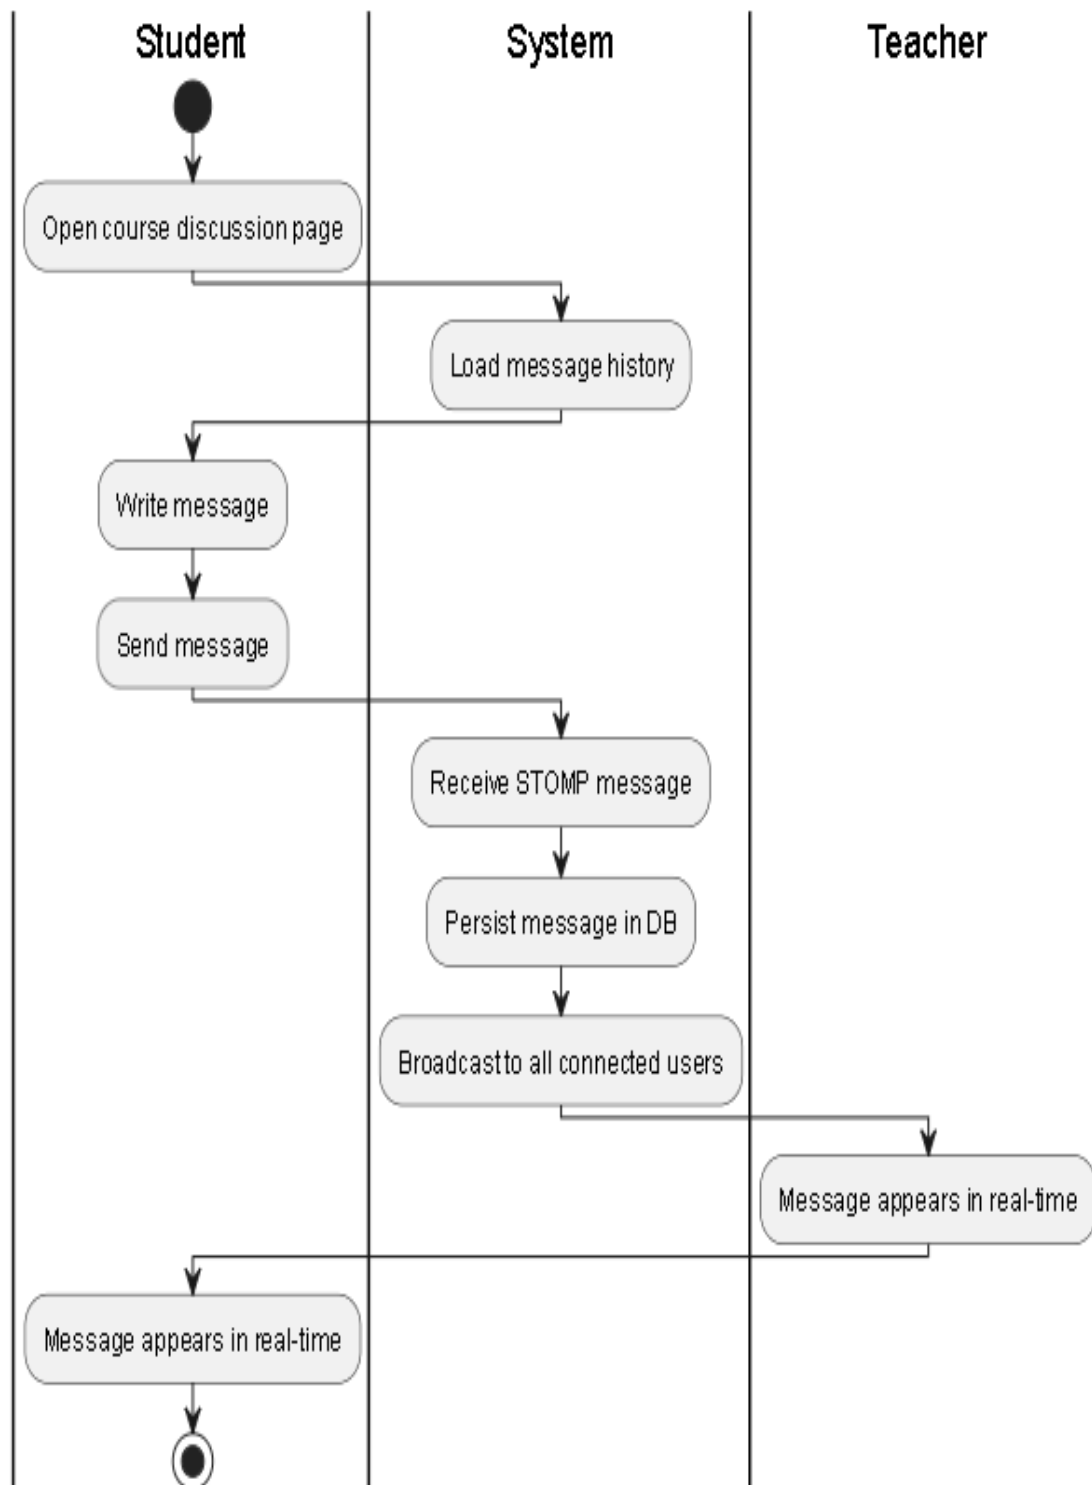 Student
System
Teacher
Open course discussion page
Load message history
Write message
Send message
Receive STOMP message
Persist message in DB
Broadcast to all connected users
Message appears in real-time
Message appears in real-time